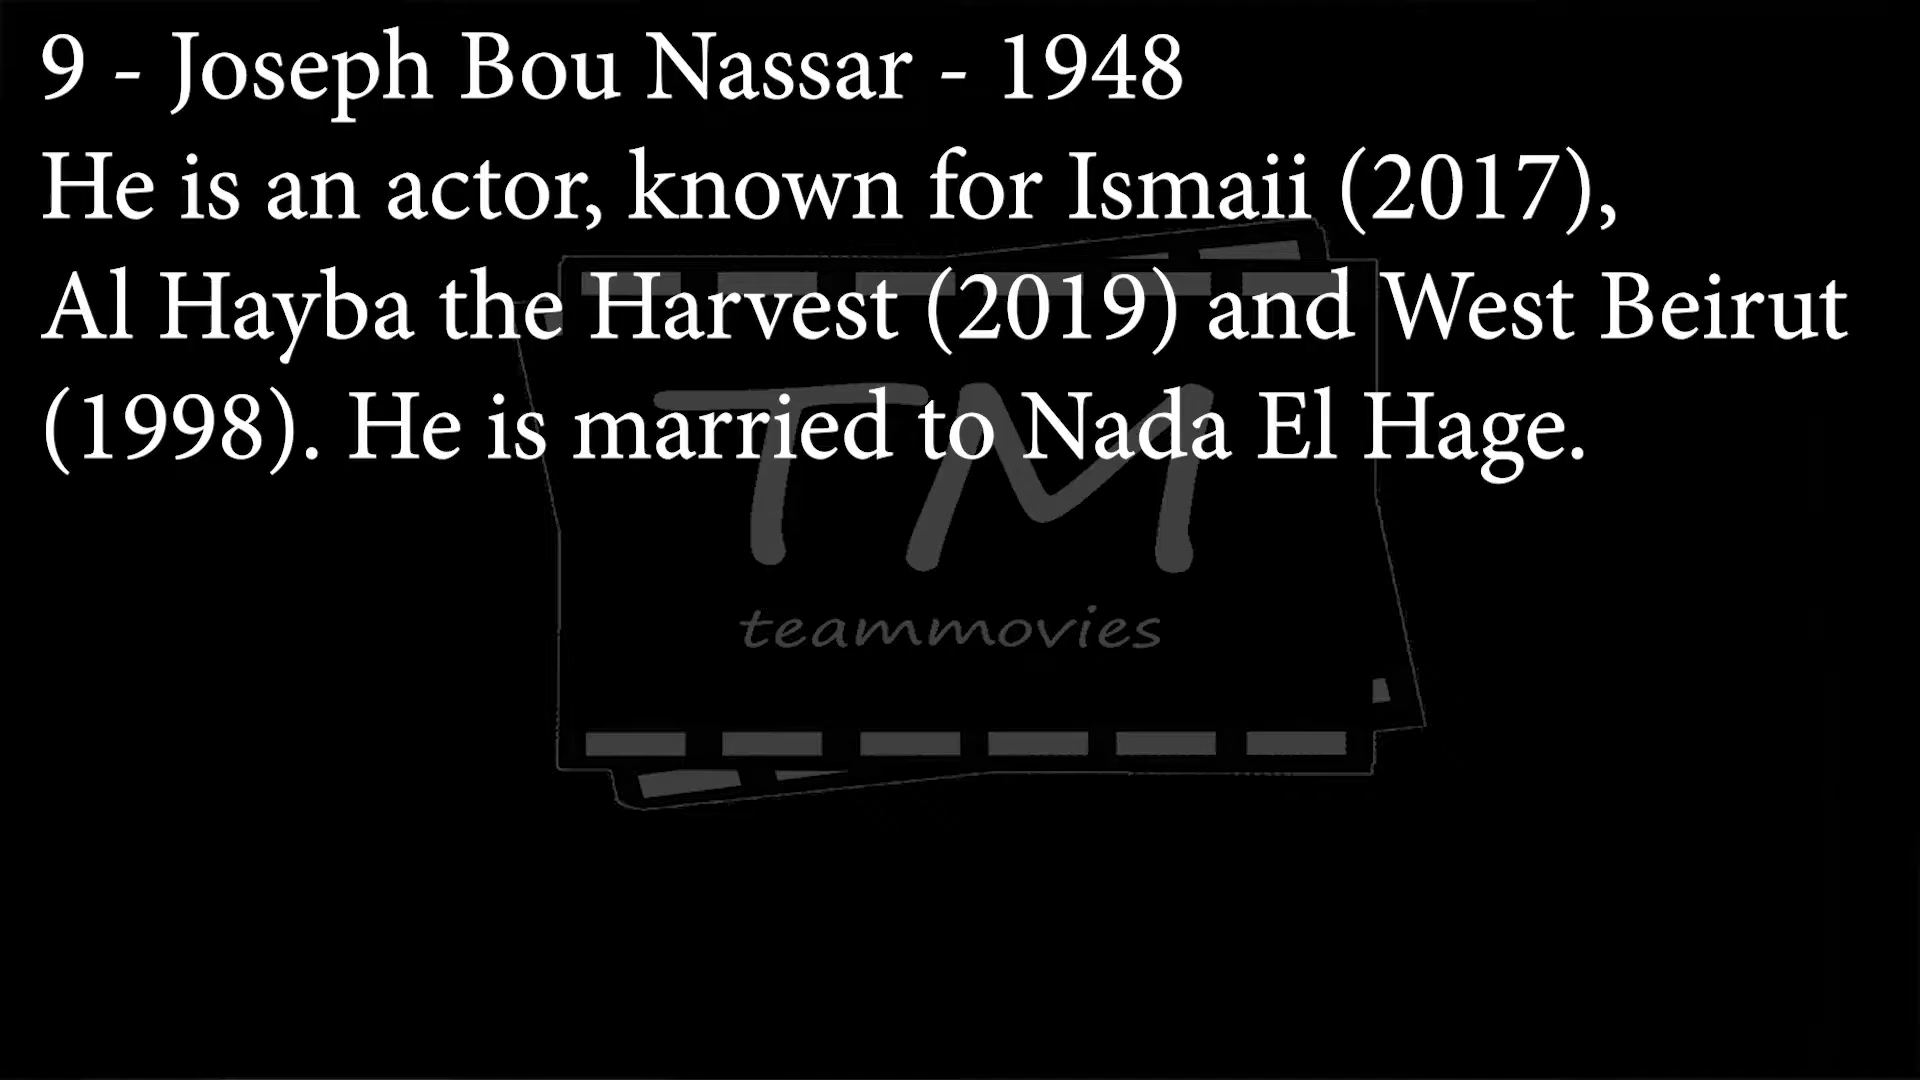 9 - Joseph Bou Nassar - 1948
He is an actor, known for Ismaii (2017),
Al Hayba the Harvest (2019) and West Beirut
(1998). He is married to Nada El Hage.
TM
teammovies